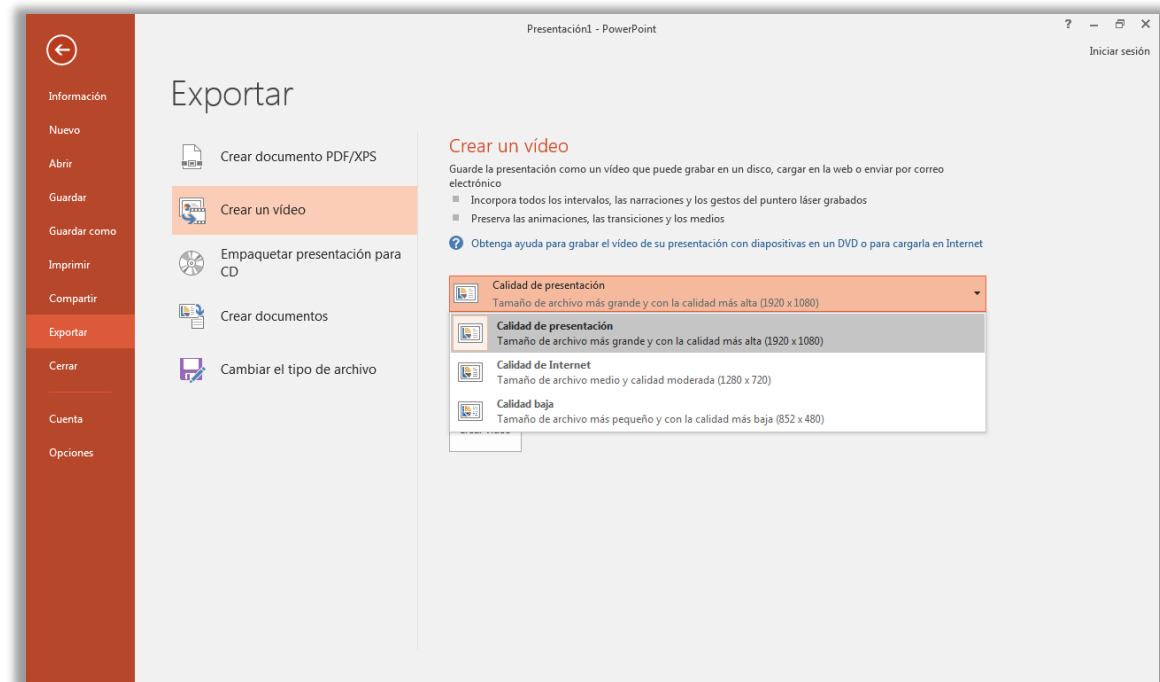 Presentación1 - PowerPoint
?
Iniciar sesión
Información
Nuevo
Abrir
Guardar
Guardar como
Imprimir
Compartir
Exportar
Cerrar
Cuenta
Opciones
Exportar
Crear documento PDF/XPS
Crear un vídeo
Empaquetar presentación para
CD
Crear documentos
Cambiar el tipo de archivo
Crear un vídeo
Guarde la presentación como un vídeo que puede grabar en un disco, cargar en la web o enviar por correo
electrónico
Incorpora todos los intervalos, las narraciones y los gestos del puntero láser grabados
Preserva las animaciones, las transiciones y los medios
Obtenga ayuda para grabar el vídeo de su presentación con diapositivas en un DVD o para cargarla en Internet
Calidad de presentación
Tamaño de archivo más grande y con la calidad más alta (1920 x 1080)
Calidad de presentación
Tamaño de archivo más grande y con la calidad más alta (1920 x 1080)
Calidad de Internet
Tamaño de archivo medio y calidad moderada (1280 x 720)
Calidad baja
Tamaño de archivo más pequeño y con la calidad más baja (852 x 480)